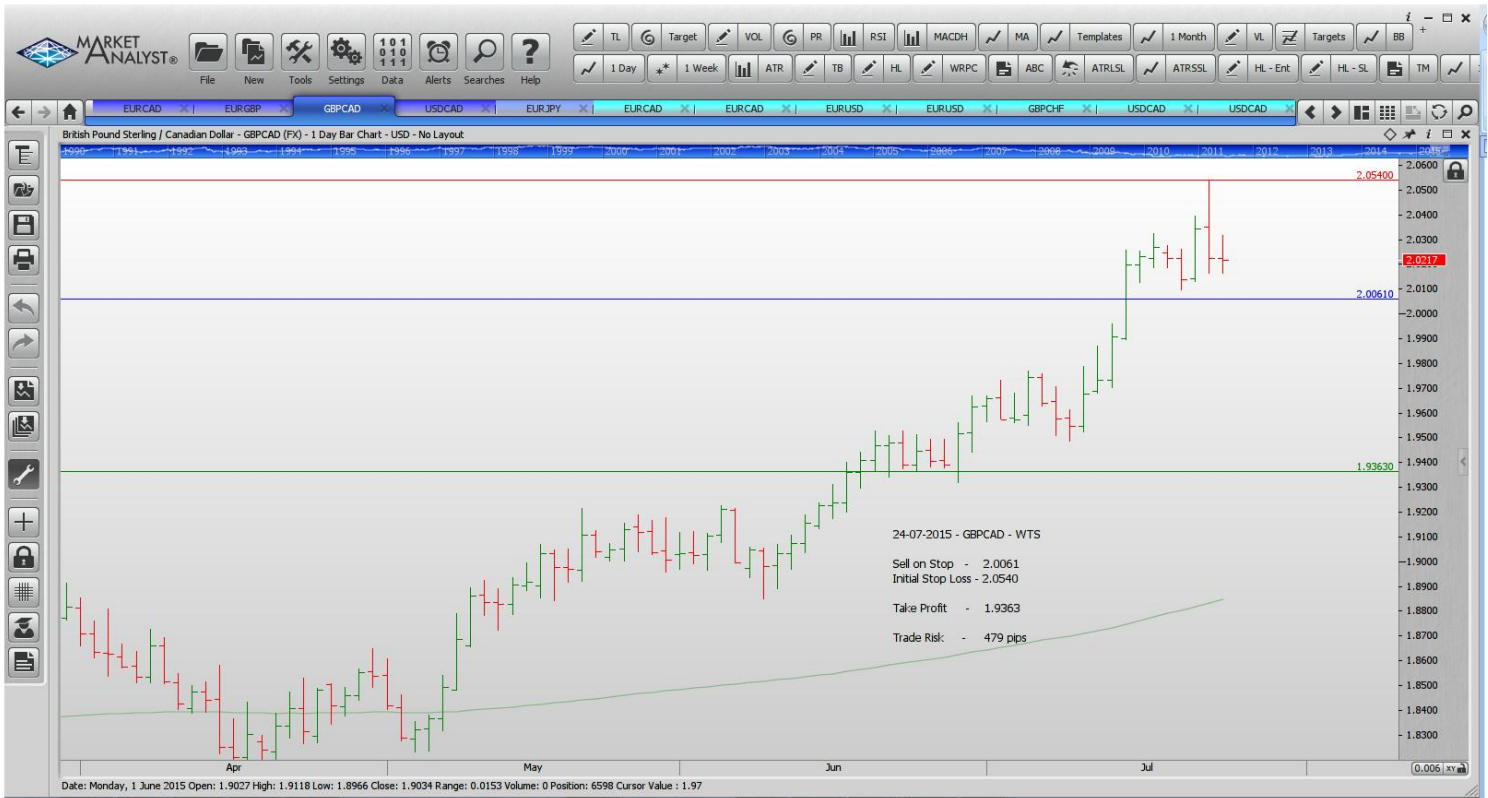 MARKET ANALYST®
File New Tools Settings Data Alerts Searches Help
101
010
111
i
TL Target VOL PR RSI MACDH MA Templates 1 Month VL Targets BB +
1 Day 1 Week ATR TB HL WRPC ABC ATRLSL ATRSSL HL - Ent HL - SL TM
EURCAD EURGBP GBPCAD USDCAD EURJPY EURCAD EURCAD EURUSD EURUSD GBPCHF USDCAD USDCAD
British Pound Sterling / Canadian Dollar - GBPCAD (FX) - 1 Day Bar Chart - USD - No Layout
1990 1991 1992 1993 1994 1995 1996 1997 1998 1999 2000 2001 2002 2003 2004 2005 2006 2007 2008 2009 2010 2011 2012 2013 2014 2015
2.0600
2.05400
2.0500
2.0400
2.0300
2.0217
2.0100
2.00610
2.0000
1.9900
1.9800
1.9700
1.9600
1.9500
1.9400
1.93630
1.9300
1.9200
1.9100
1.9000
1.8900
1.8800
1.8700
1.8600
1.8500
1.8400
1.8300
24-07-2015 - GBPCAD - WTS
Sell on Stop - 2.0061
Initial Stop Loss - 2.0540
Take Profit - 1.9363
Trade Risk - 479 pips
Apr May Jun Jul
0.006 XY
Date: Monday, 1 June 2015 Open: 1.9027 High: 1.9118 Low: 1.8966 Close: 1.9034 Range: 0.0153 Volume: 0 Position: 6598 Cursor Value : 1.97